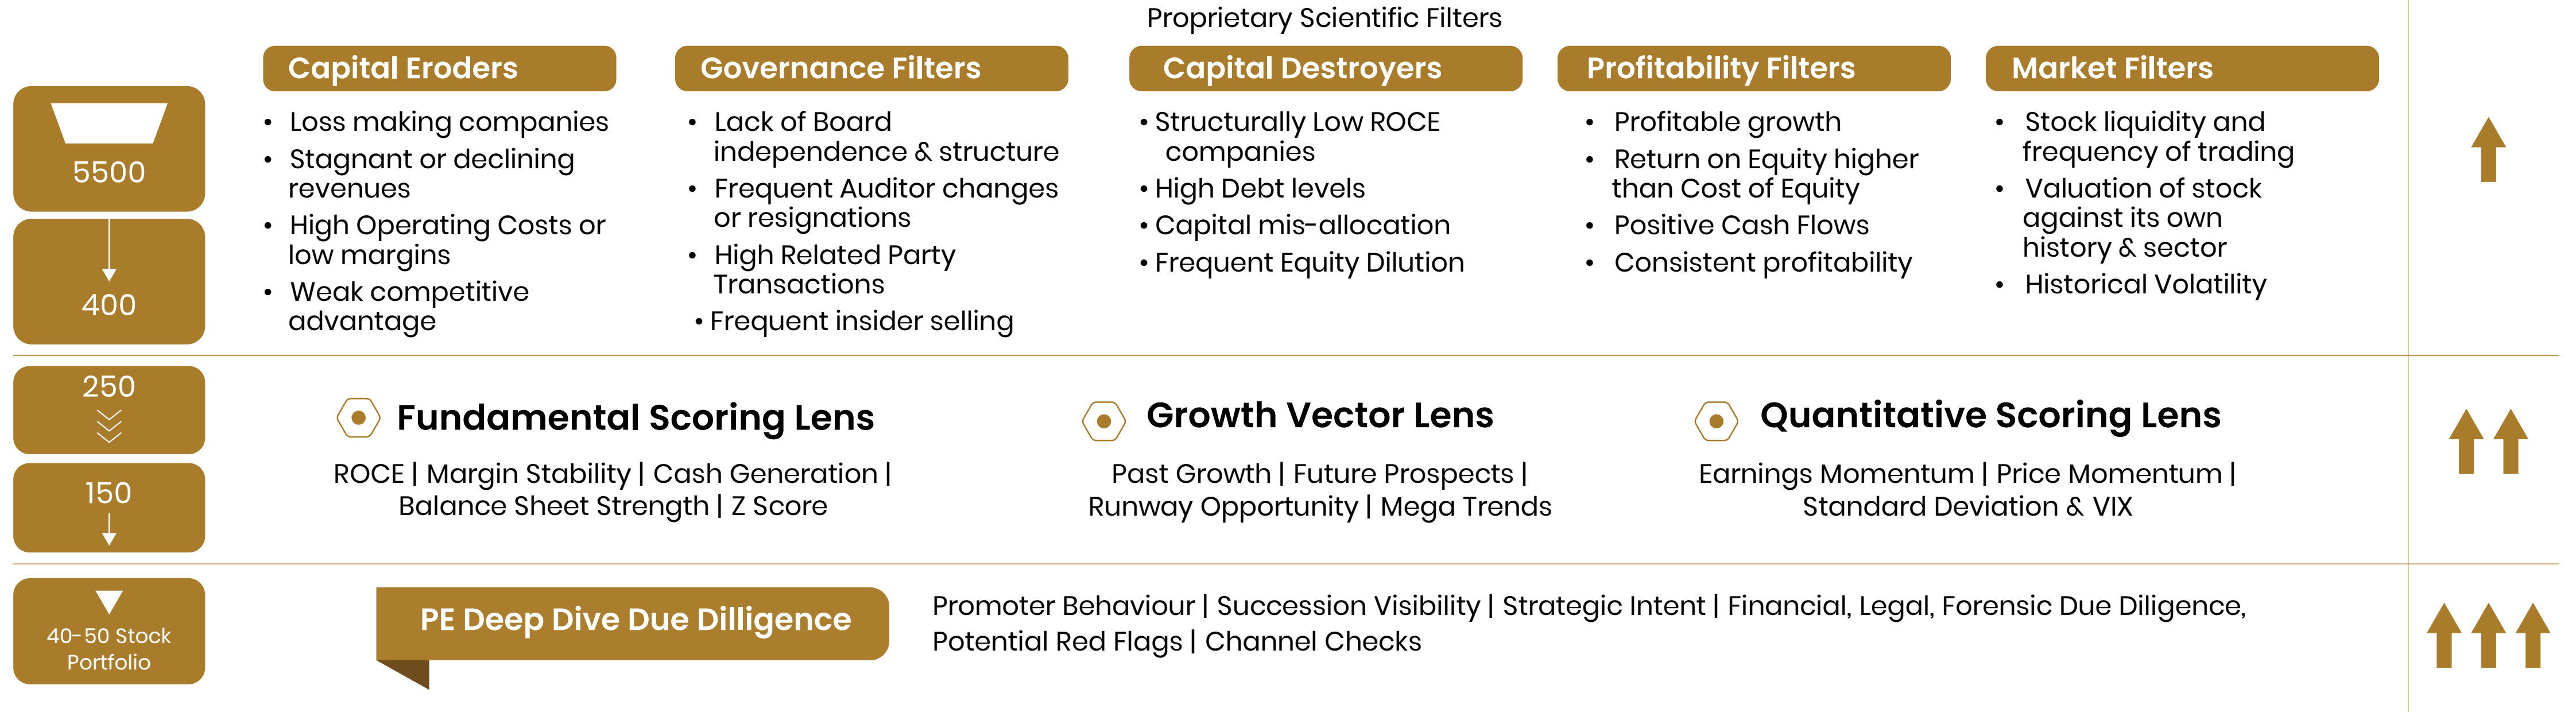 Proprietary Scientific Filters
Capital Eroders
• Loss making companies
• Stagnant or declining
revenues
• High Operating Costs or
low margins
• Weak competitive
advantage
Governance Filters
• Lack of Board
independence & structure
• Frequent Auditor changes
or resignations
• High Related Party
Transactions
• Frequent insider selling
Capital Destroyers
• Structurally Low ROCE
companies
• High Debt levels
• Capital mis-allocation
• Frequent Equity Dilution
Profitability Filters
• Profitable growth
• Return on Equity higher
than Cost of Equity
• Positive Cash Flows
• Consistent profitability
Market Filters
• Stock liquidity and
frequency of trading
• Valuation of stock
against its own
history & sector
• Historical Volatility
5500
400
250
150
Fundamental Scoring Lens
ROCE | Margin Stability | Cash Generation |
Balance Sheet Strength | Z Score
Growth Vector Lens
Past Growth | Future Prospects |
Runway Opportunity | Mega Trends
Quantitative Scoring Lens
Earnings Momentum | Price Momentum |
Standard Deviation & VIX
40-50 Stock
Portfolio
PE Deep Dive Due Dilligence
Promoter Behaviour | Succession Visibility | Strategic Intent | Financial, Legal, Forensic Due Diligence,
Potential Red Flags | Channel Checks